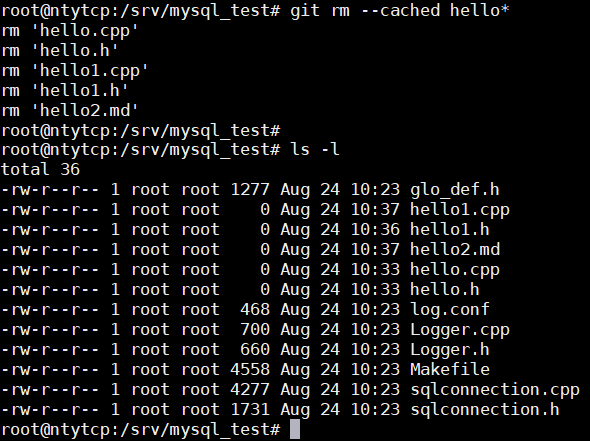 root@ntytcp:/srv/mysql_test# git rm --cached hello*
rm 'hello.cpp'
rm 'hello.h'
rm 'hello1.cpp'
rm 'hello1.h'
rm 'hello2.md'
root@ntytcp:/srv/mysql_test#
root@ntytcp:/srv/mysql_test# ls -l
total 36
-rw-r--r-- 1 root root 1277 Aug 24 10:23 glo_def.h
-rw-r--r-- 1 root root    0 Aug 24 10:37 hello1.cpp
-rw-r--r-- 1 root root    0 Aug 24 10:36 hello1.h
-rw-r--r-- 1 root root    0 Aug 24 10:37 hello2.md
-rw-r--r-- 1 root root    0 Aug 24 10:33 hello.cpp
-rw-r--r-- 1 root root    0 Aug 24 10:33 hello.h
-rw-r--r-- 1 root root  468 Aug 24 10:23 log.conf
-rw-r--r-- 1 root root  700 Aug 24 10:23 Logger.cpp
-rw-r--r-- 1 root root  660 Aug 24 10:23 Logger.h
-rw-r--r-- 1 root root 4558 Aug 24 10:23 Makefile
-rw-r--r-- 1 root root 4277 Aug 24 10:23 sqlconnection.cpp
-rw-r--r-- 1 root root 1731 Aug 24 10:23 sqlconnection.h
root@ntytcp:/srv/mysql_test#